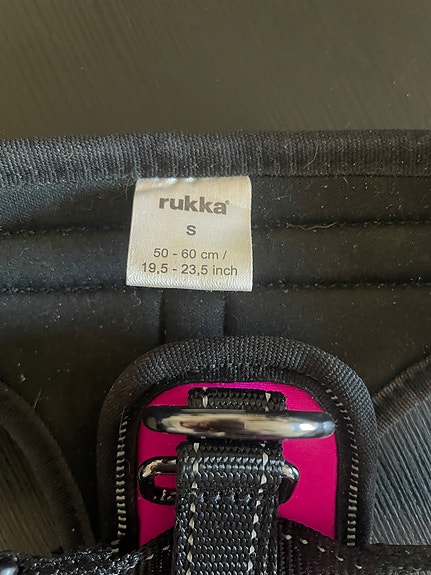 rukka®
S
50 - 60 cm /
19,5 - 23,5 inch